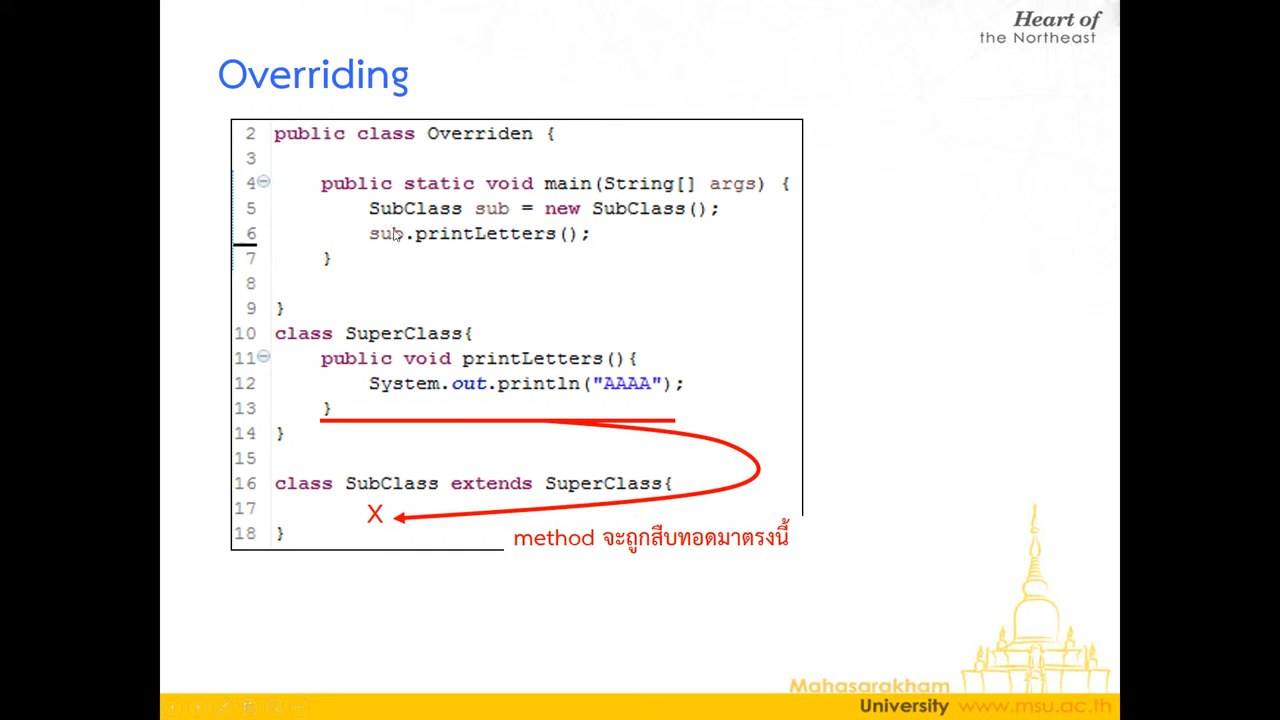 Heart of
the Northeast
Overriding
2 public class Overriden {
3
4 public static void main(String[] args) {
5 SubClass sub = new SubClass();
6 sub.printLetters();
7 }
8
9 }
10 class SuperClass{
11 public void printLetters(){
12 System.out.println("AAAA");
13 }
14 }
15
16 class SubClass extends SuperClass{
17 X
18 }
method จะถูกสืบทอดมาตรงนี้
Mahasarakham
University www.msu.ac.th